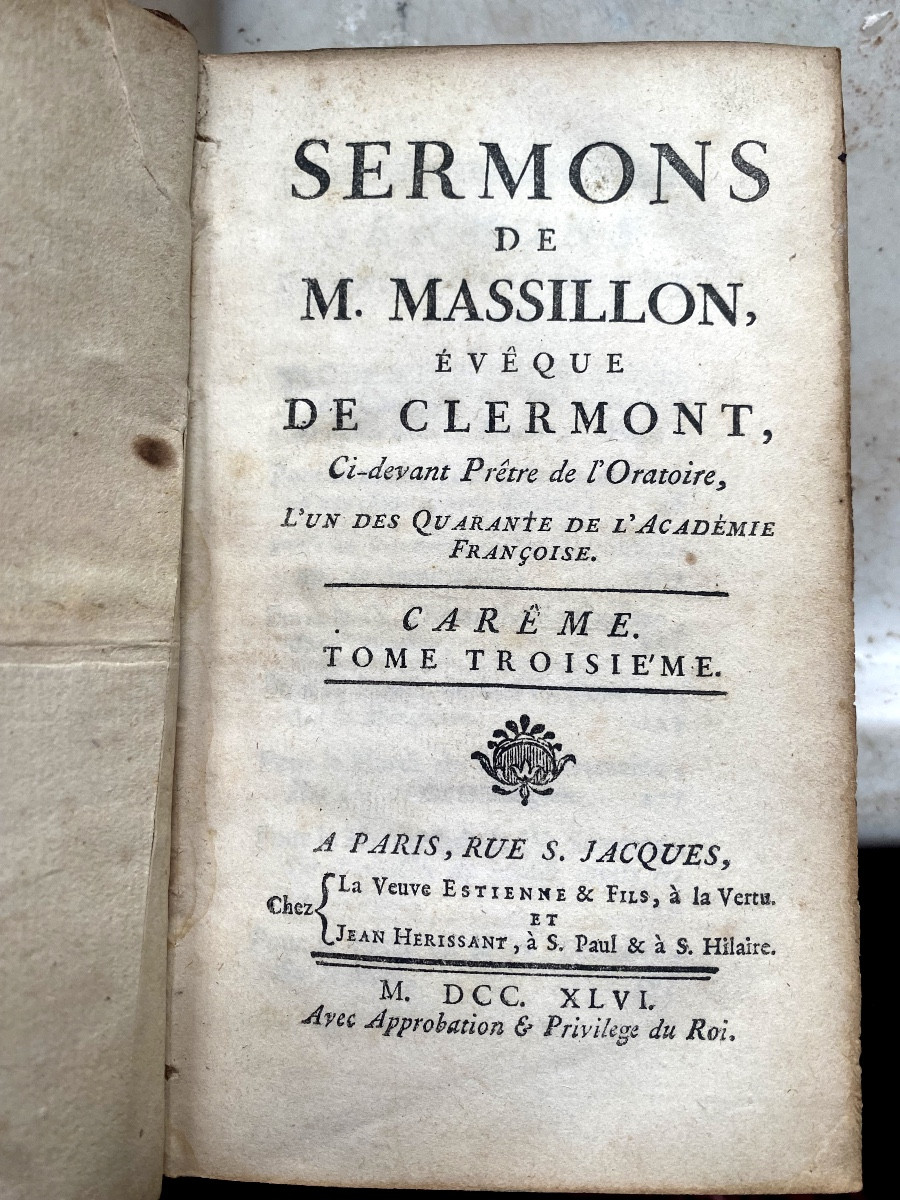 SERMONS
DE
M. MASSILLON,
ÉVÊQUE
DE CLERMONT,
Ci-devant Prêtre de l'Oratoire,
L'UN DES QUARANTE DE L'ACADÉMIE
FRANÇOISE.
CARÊME.
TOME TROISIE'ME.
A PARIS, RUE S. JACQUES,
La Veuve ESTIENNE & FILS, à la Vertu.
Chez
ET
JEAN HERISSANT, à S. Paul & à S. Hilaire.
M. DCC. XLVI.
Avec Approbation & Privilege du Roi.